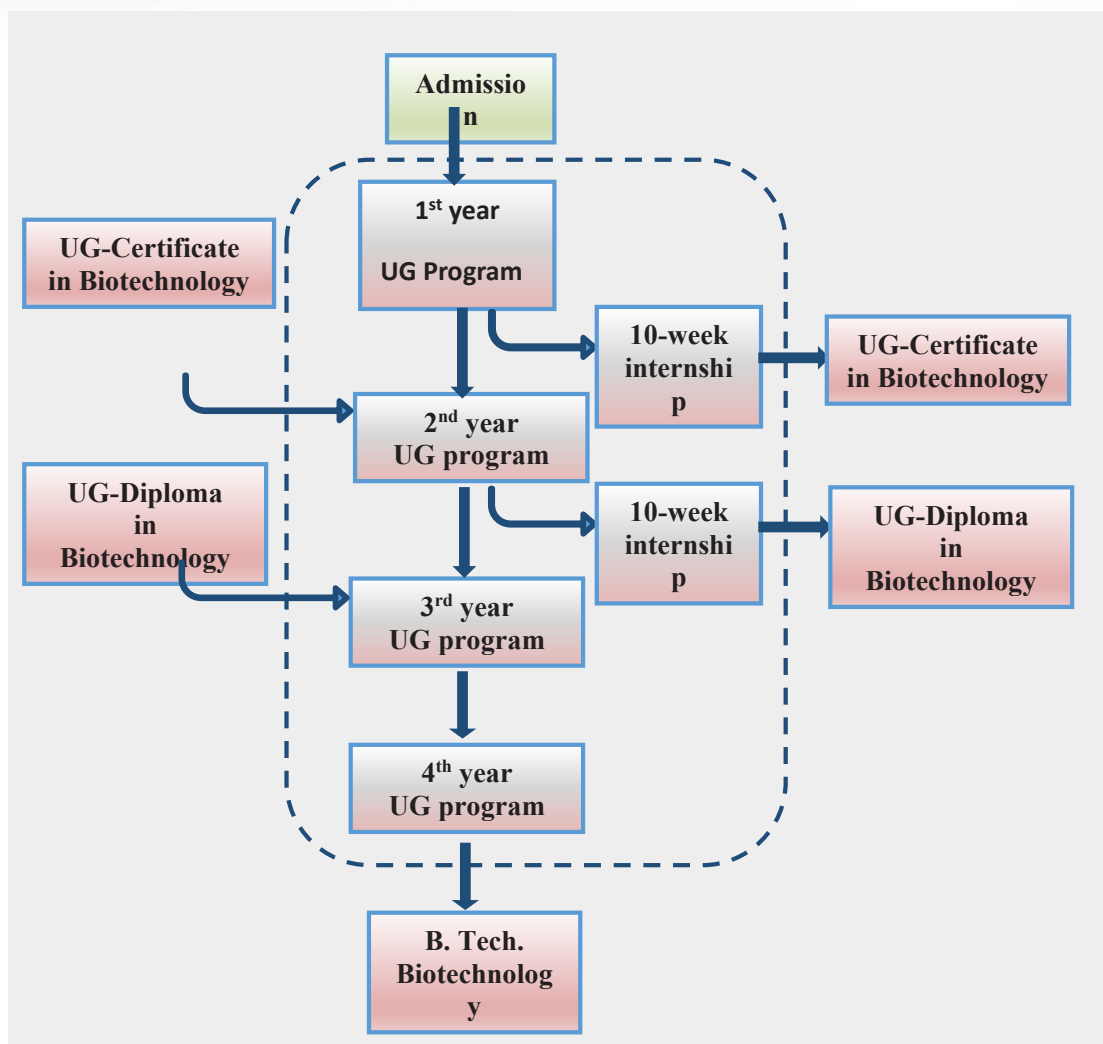 Admissio
n
1st year
UG Program
UG-Certificate
in Biotechnology
10-week
internshi
p
UG-Certificate
in Biotechnology
2nd year
UG program
UG-Diploma
in
Biotechnology
10-week
internshi
p
UG-Diploma
in
Biotechnology
3rd year
UG program
4th year
UG program
B. Tech.
Biotechnolog
y